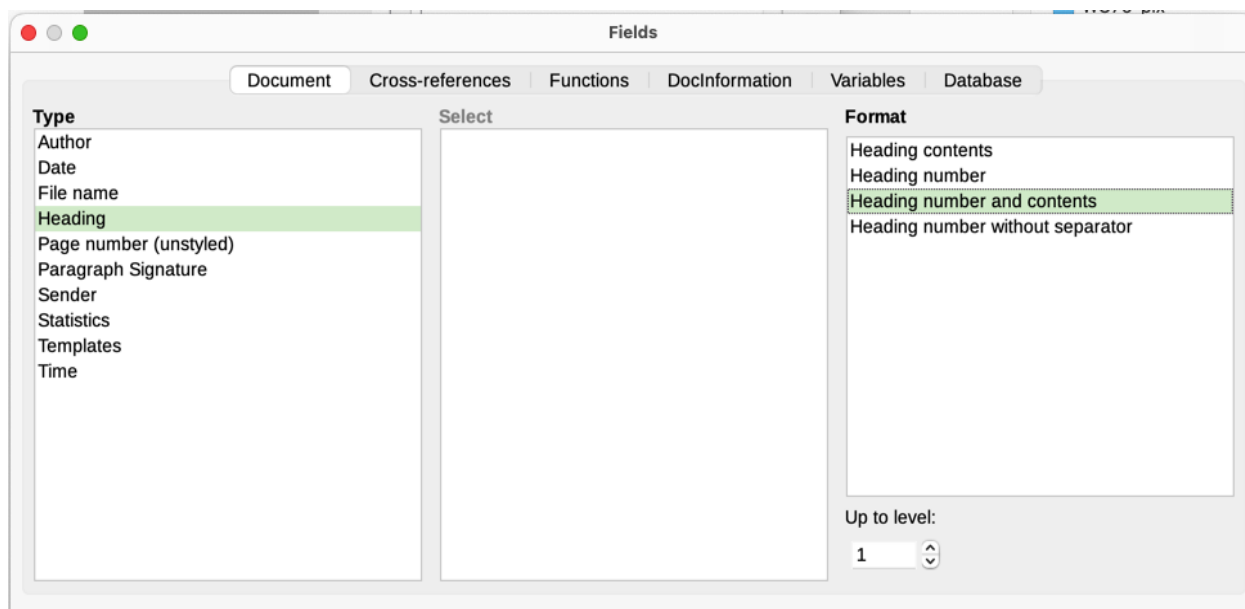 Fields
Document Cross-references Functions DocInformation Variables Database
Type
Author
Date
File name
Heading
Page number (unstyled)
Paragraph Signature
Sender
Statistics
Templates
Time
Select
Format
Heading contents
Heading number
Heading number and contents
Heading number without separator
Up to level:
1